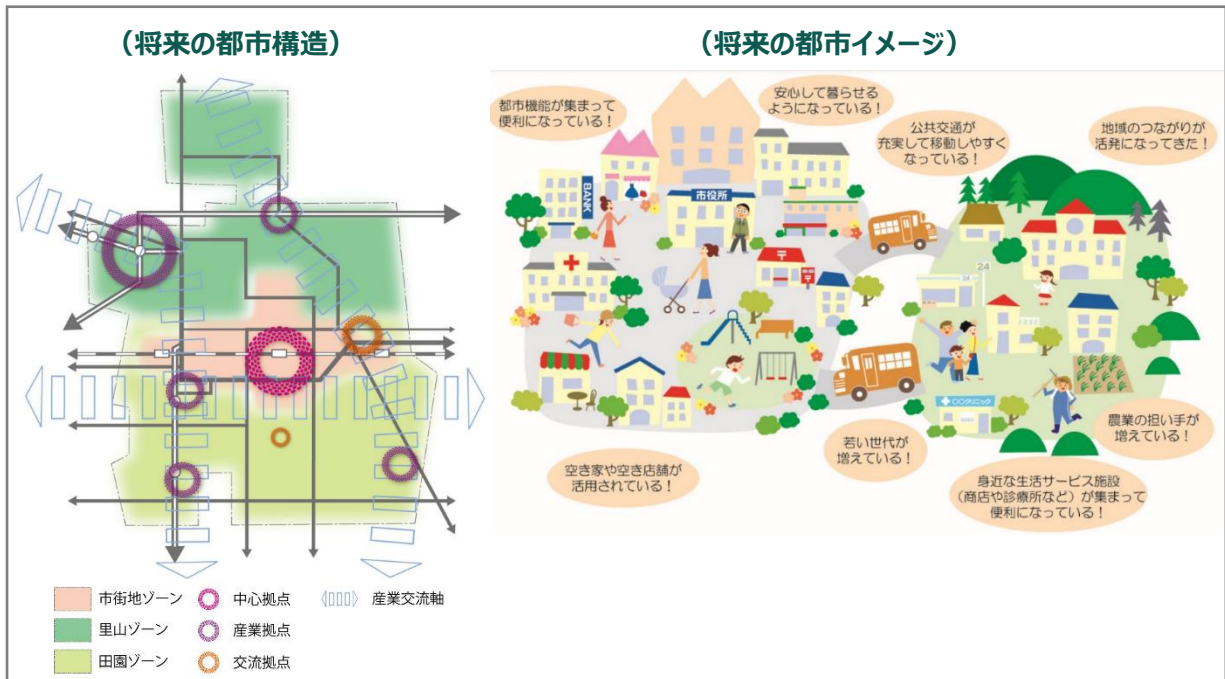 （将来の都市構造）
市街地ゾーン
里山ゾーン
田園ゾーン
中心拠点
産業拠点
交流拠点
産業交流軸
（将来の都市イメージ）
都市機能が集まって
便利になっている！
安心して暮らせる
ようになっている！
公共交通が
充実して移動しやすく
なっている！
地域のつながりが
活発になってきた！
BANK
市役所
〒
〒
24
24
〇〇クリニック
空き家や空き店舗が
活用されている！
若い世代が
増えている！
農業の担い手が
増えている！
身近な生活サービス施設
（商店や診療所など）が集まって
便利になっている！